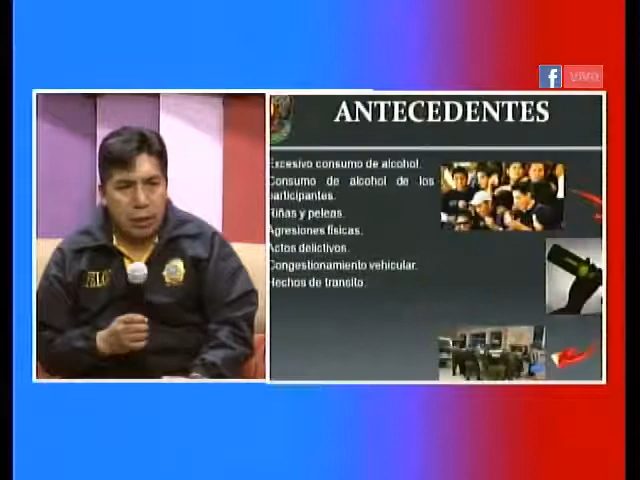 f vivo
ANTECEDENTES
Excesivo consumo de alcohol.
Consumo de alcohol de los
participantes.
Riñas y peleas.
Agresiones físicas.
Actos delictivos.
Congestionamiento vehicular.
Hechos de transito.